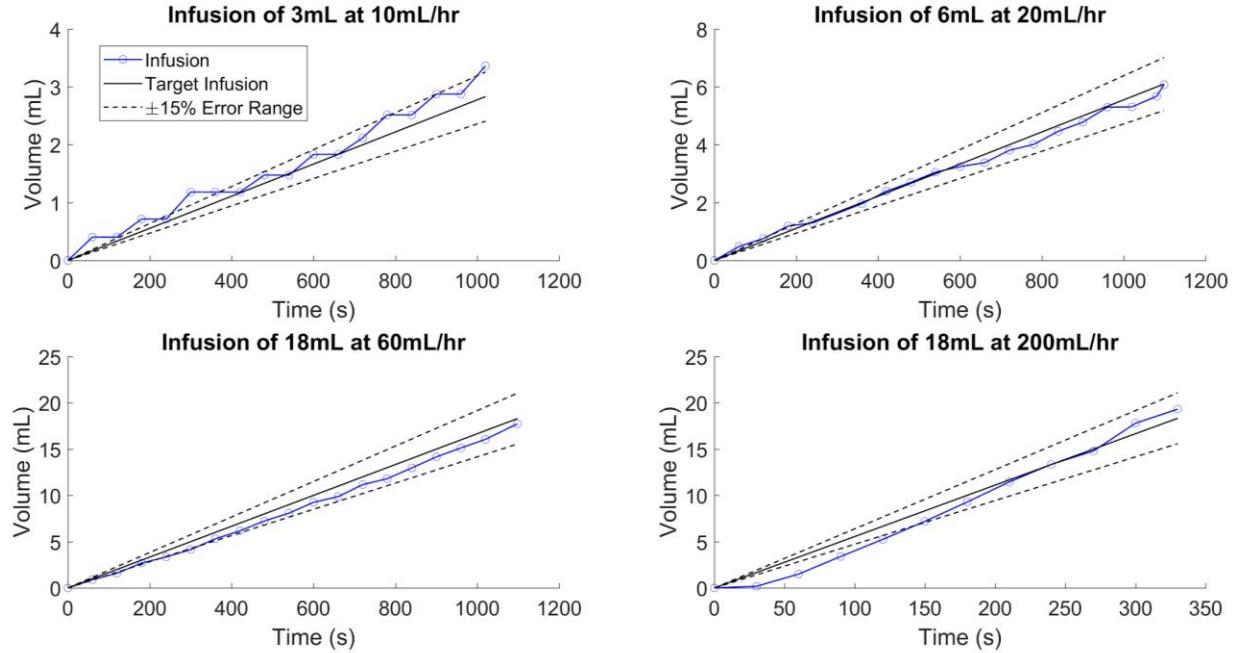 Infusion of 3mL at 10mL/hr
4
3
2
1
0
Volume (mL)
Infusion
Target Infusion
±15% Error Range
0 200 400 600 800 1000 1200
Time (s)
Infusion of 6mL at 20mL/hr
8
6
4
2
0
Volume (mL)
0 200 400 600 800 1000 1200
Time (s)
Infusion of 18mL at 60mL/hr
25
20
15
10
5
0
Volume (mL)
0 200 400 600 800 1000 1200
Time (s)
Infusion of 18mL at 200mL/hr
25
20
15
10
5
0
Volume (mL)
0 50 100 150 200 250 300 350
Time (s)